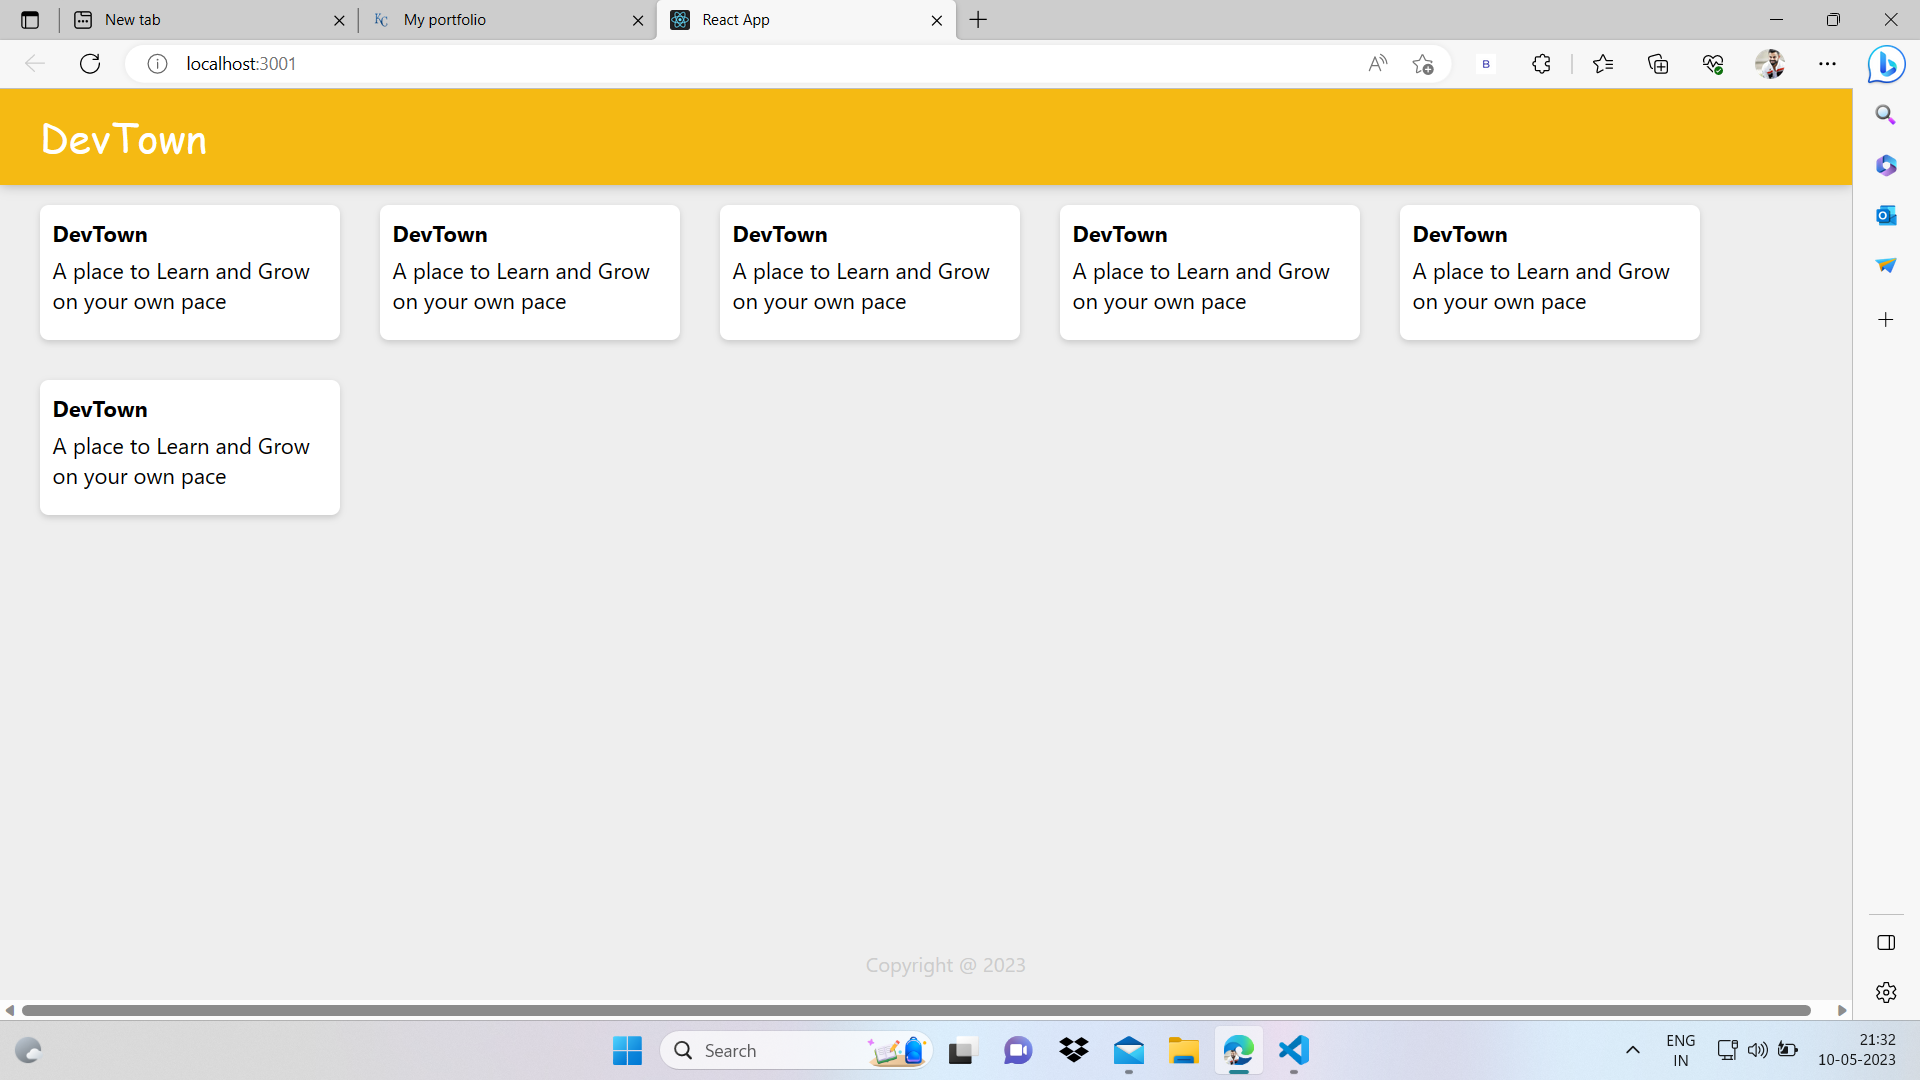 New tab
My portfolio
React App
localhost:3001
DevTown
DevTown
A place to Learn and Grow
on your own pace
DevTown
A place to Learn and Grow
on your own pace
DevTown
A place to Learn and Grow
on your own pace
DevTown
A place to Learn and Grow
on your own pace
DevTown
A place to Learn and Grow
on your own pace
DevTown
A place to Learn and Grow
on your own pace
Copyright @ 2023
Search
ENG
IN
21:32
10-05-2023